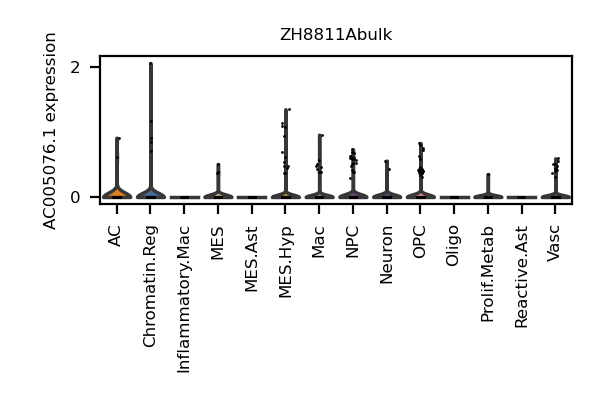 ZH8811Abulk
AC005076.1 expression
2
0
AC
Chromatin.Reg
Inflammatory.Mac
MES
MES.Ast
MES.Hyp
Mac
NPC
Neuron
OPC
Oligo
Prolif.Metab
Reactive.Ast
Vasc